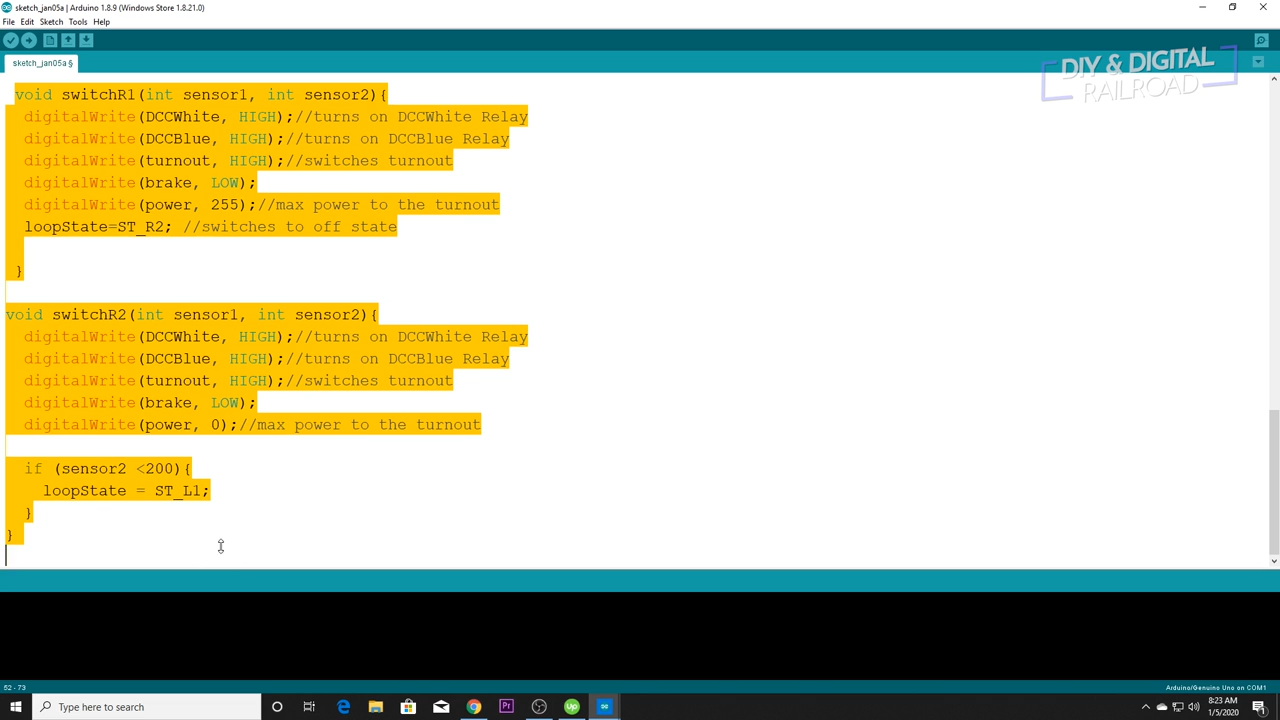 sketch_jan05a | Arduino 1.8.9 (Windows Store 1.8.21.0)
File Edit Sketch Tools Help
sketch_jan05a §
DIY & DIGITAL
RAILROAD
void switchR1(int sensor1, int sensor2){
digitalWrite(DCCWhite, HIGH);//turns on DCCWhite Relay
digitalWrite(DCCBlue, HIGH);//turns on DCCBlue Relay
digitalWrite(turnout, HIGH);//switches turnout
digitalWrite(brake, LOW);
digitalWrite(power, 255);//max power to the turnout
loopState=ST_R2; //switches to off state
}
void switchR2(int sensor1, int sensor2){
digitalWrite(DCCWhite, HIGH);//turns on DCCWhite Relay
digitalWrite(DCCBlue, HIGH);//turns on DCCBlue Relay
digitalWrite(turnout, HIGH);//switches turnout
digitalWrite(brake, LOW);
digitalWrite(power, 0);//max power to the turnout
if (sensor2 <200){
loopState = ST_L1;
}
}
52 - 73
Arduino/Genuino Uno on COM1
Type here to search
Pr
Up
8:23 AM
1/5/2020
1